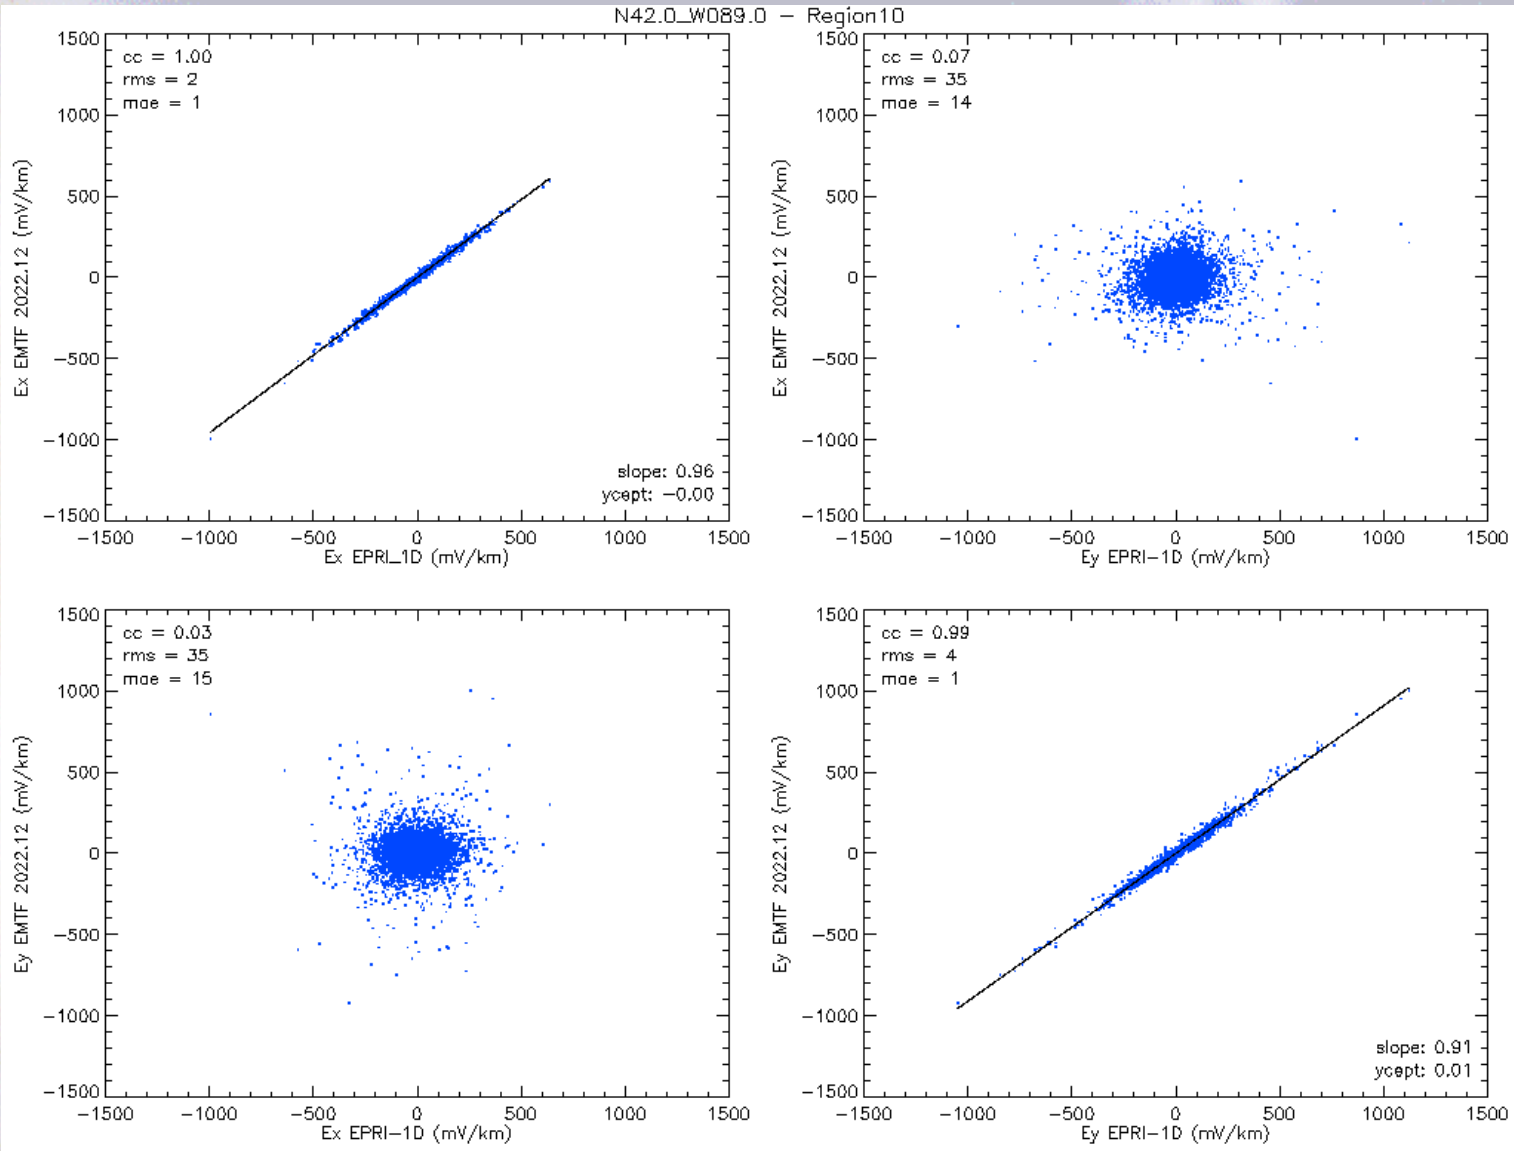 N42.0_W089.0 − Region10
1500
1000
500
0
−500
−1000
−1500
cc = 1.00
rms = 2
mae = 1
slope: 0.96
ycept: −0.00
−1500 −1000 −500 0 500 1000 1500
Ex EPRI_1D (mV/km)
Ex EMTF 2022.12 (mV/km)
1500
1000
500
0
−500
−1000
−1500
cc = 0.07
rms = 35
mae = 14
−1500 −1000 −500 0 500 1000 1500
Ey EPRI−1D (mV/km)
Ex EMTF 2022.12 (mV/km)
1500
1000
500
0
−500
−1000
−1500
cc = 0.03
rms = 35
mae = 15
−1500 −1000 −500 0 500 1000 1500
Ex EPRI−1D (mV/km)
Ey EMTF 2022.12 (mV/km)
1500
1000
500
0
−500
−1000
−1500
cc = 0.99
rms = 4
mae = 1
slope: 0.91
ycept: 0.01
−1500 −1000 −500 0 500 1000 1500
Ey EPRI−1D (mV/km)
Ey EMTF 2022.12 (mV/km)